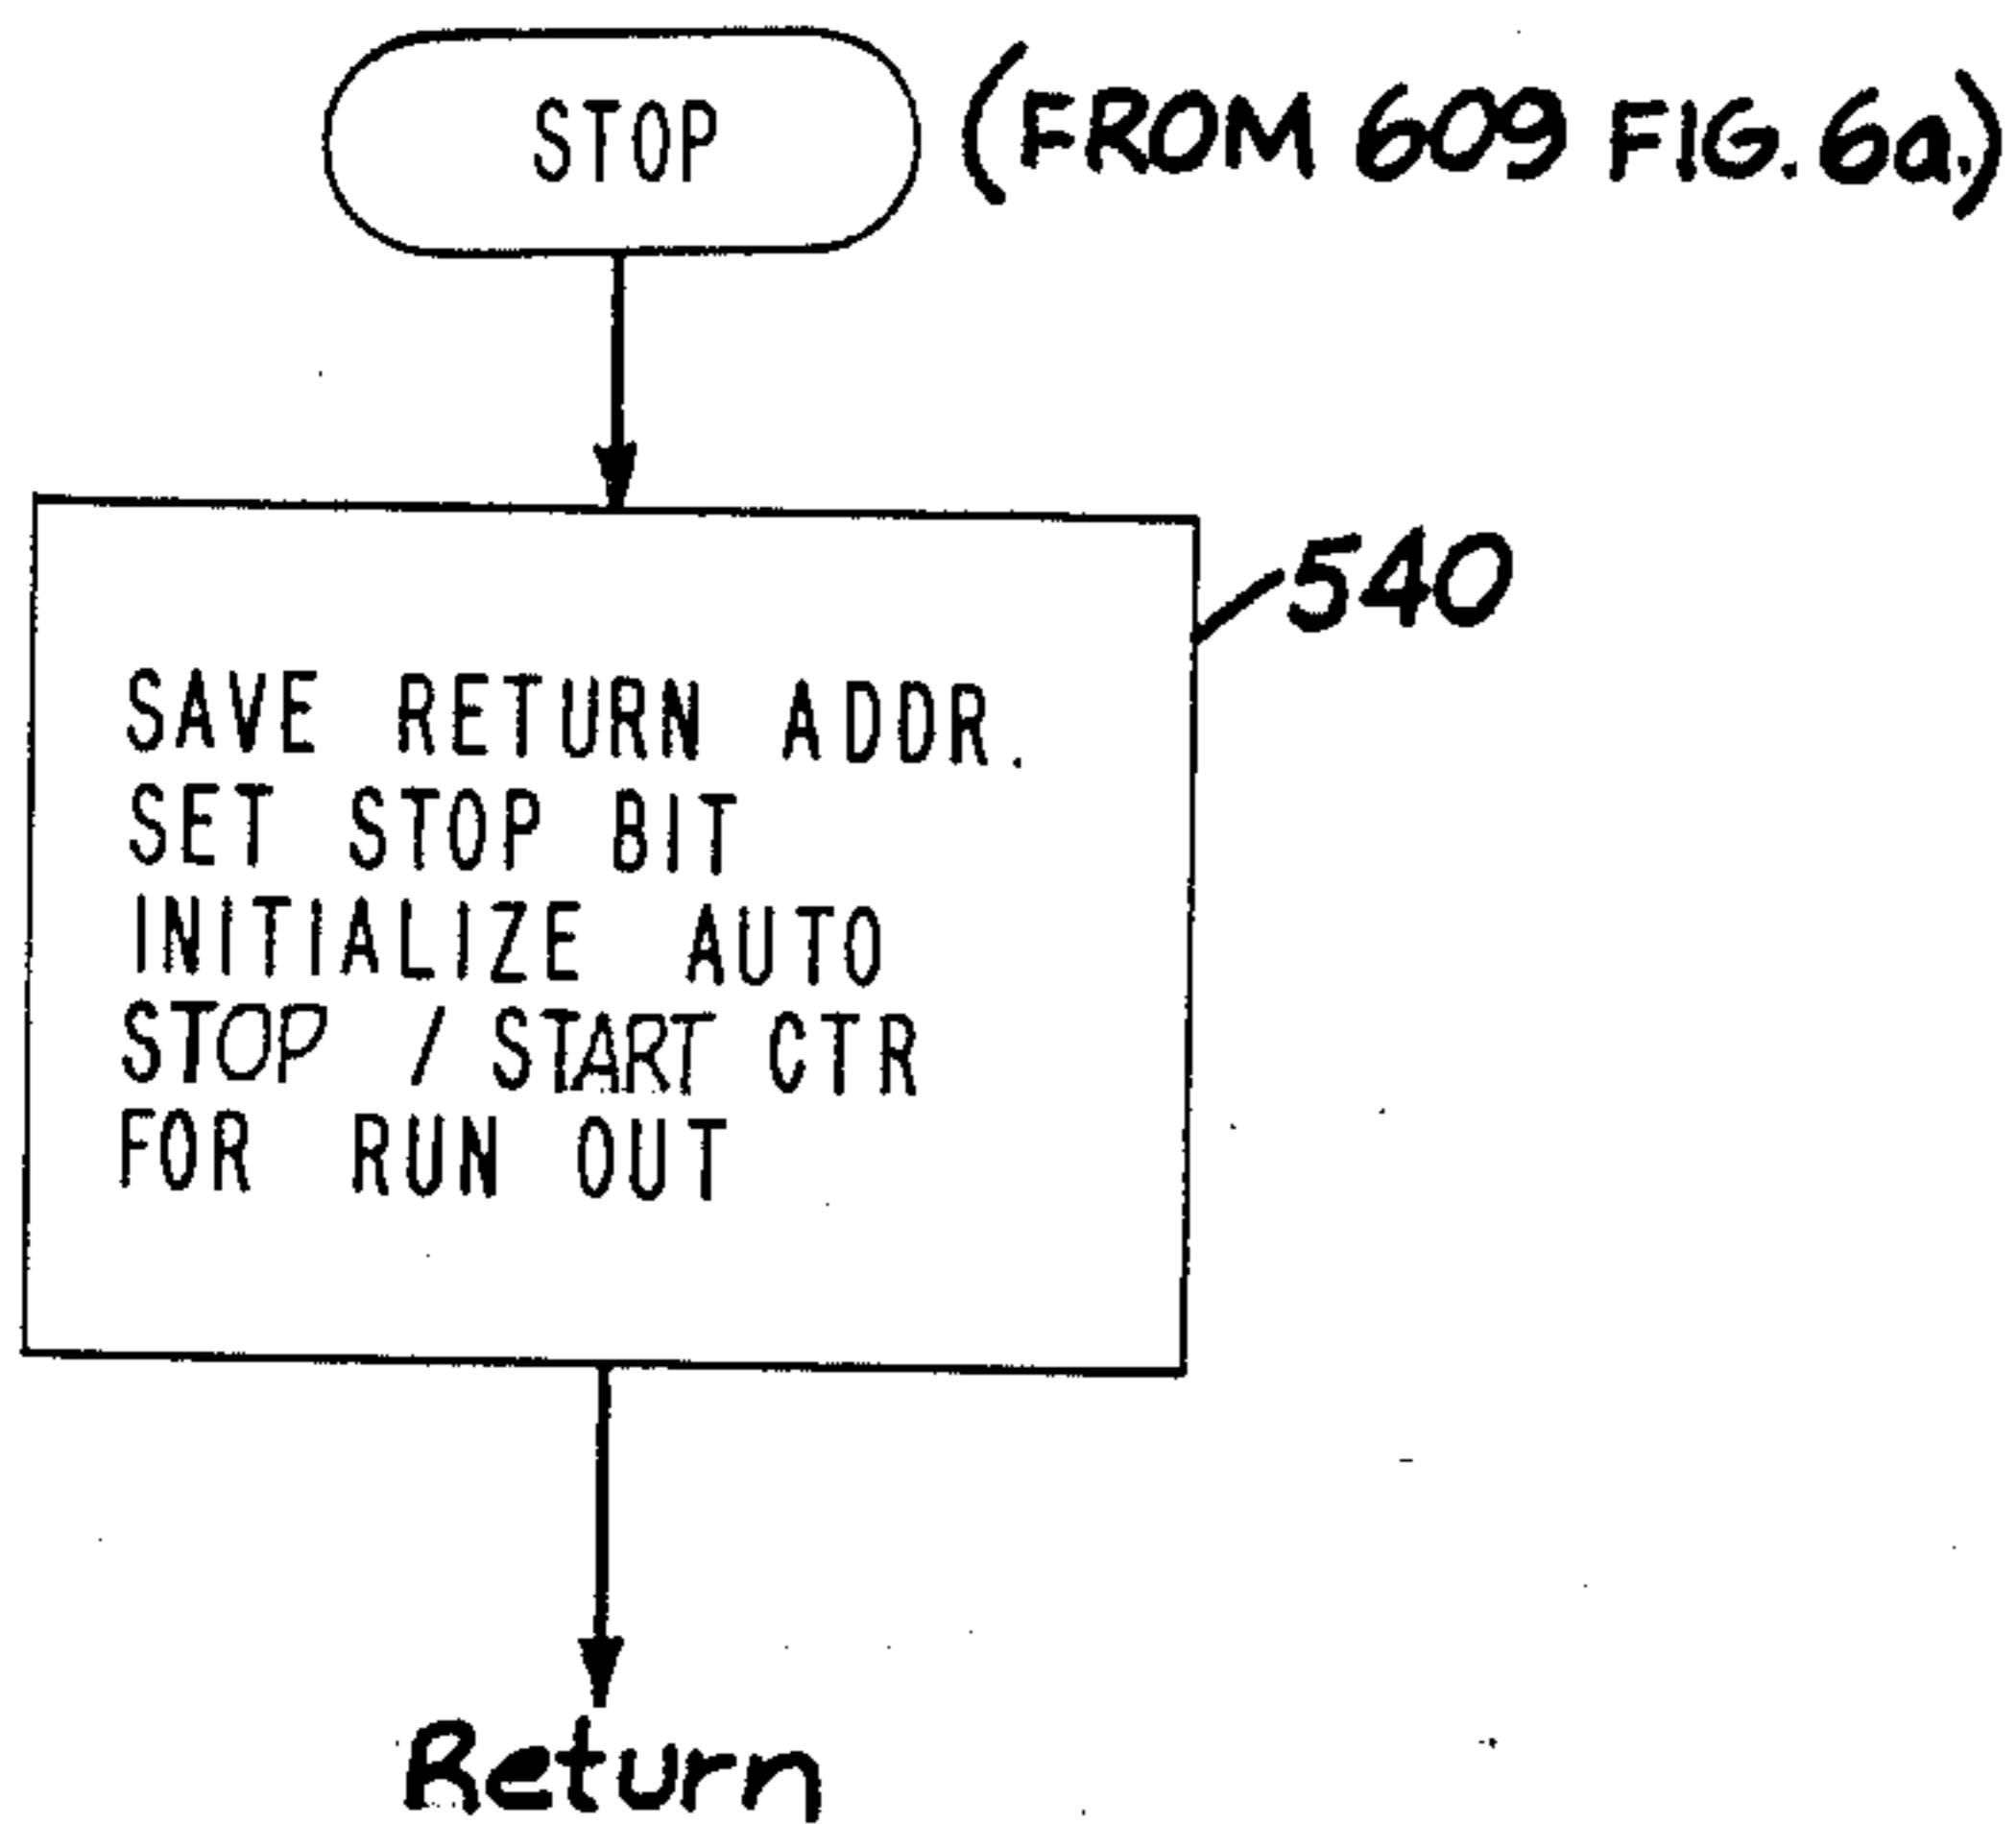 STOP (FROM 609 FIG. 6a.)
540
SAVE RETURN ADDR.
SET STOP BIT
INITIALIZE AUTO
STOP / START CTR
FOR RUN OUT
Return